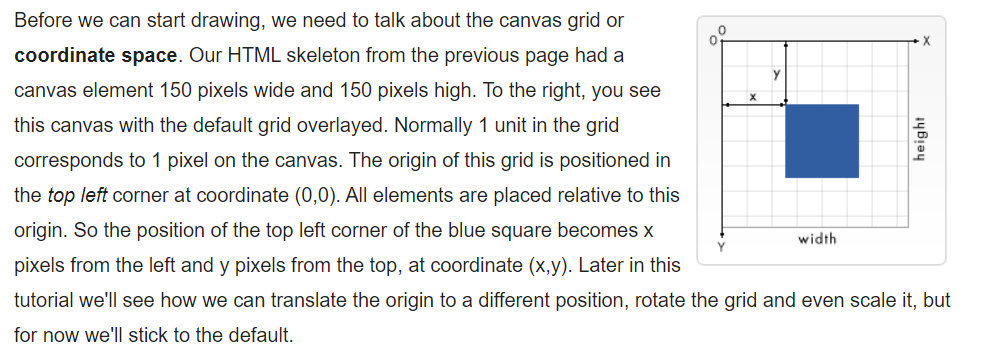 Before we can start drawing, we need to talk about the canvas grid or
coordinate space. Our HTML skeleton from the previous page had a
canvas element 150 pixels wide and 150 pixels high. To the right, you see
this canvas with the default grid overlayed. Normally 1 unit in the grid
corresponds to 1 pixel on the canvas. The origin of this grid is positioned in
the top left corner at coordinate (0,0). All elements are placed relative to this
origin. So the position of the top left corner of the blue square becomes x
pixels from the left and y pixels from the top, at coordinate (x,y). Later in this
tutorial we'll see how we can translate the origin to a different position, rotate the grid and even scale it, but
for now we'll stick to the default.
0
0
X
y
x
height
width
Y